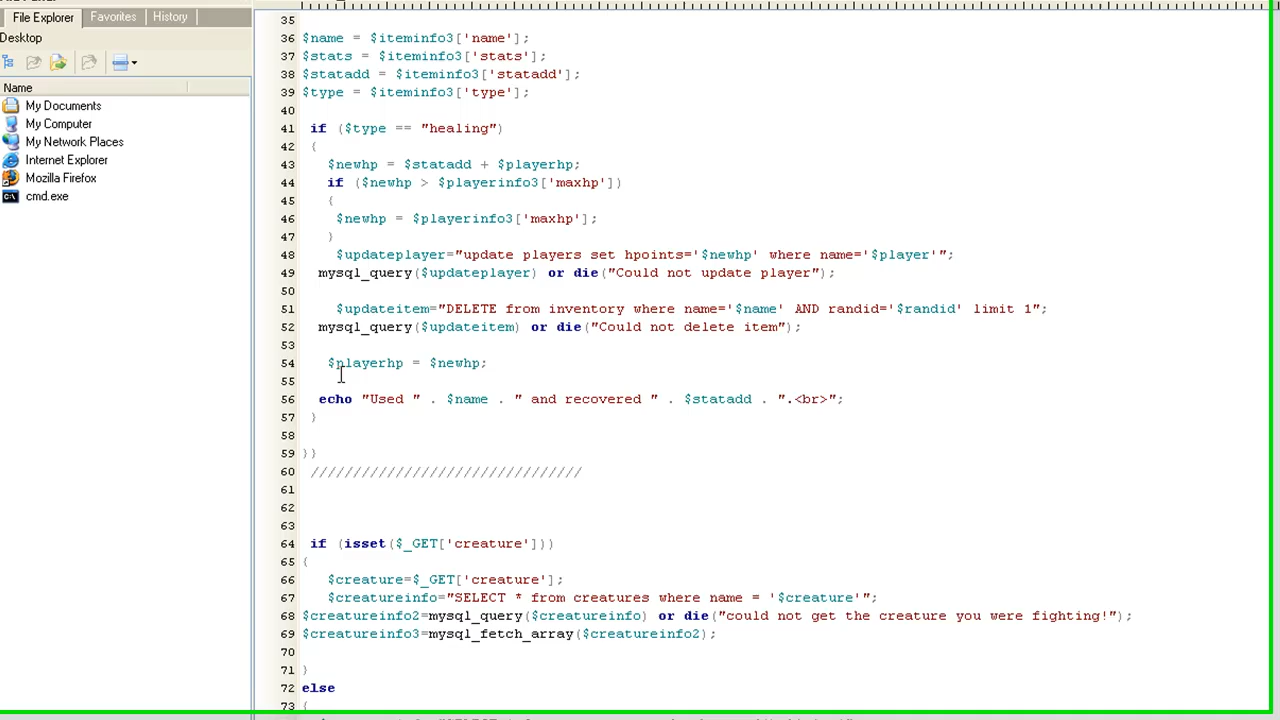 File Explorer Favorites History
Desktop
Name
My Documents
My Computer
My Network Places
Internet Explorer
Mozilla Firefox
cmd.exe
35
36 $name = $iteminfo3['name'];
37 $stats = $iteminfo3['stats'];
38 $statadd = $iteminfo3['statadd'];
39 $type = $iteminfo3['type'];
40
41 if ($type == "healing")
42 {
43 $newhp = $statadd + $playerhp;
44 if ($newhp > $playerinfo3['maxhp'])
45 {
46 $newhp = $playerinfo3['maxhp'];
47 }
48 $updateplayer="update players set hpoints='$newhp' where name='$player'";
49 mysql_query($updateplayer) or die("Could not update player");
50
51 $updateitem="DELETE from inventory where name='$name' AND randid='$randid' limit 1";
52 mysql_query($updateitem) or die("Could not delete item");
53
54 $playerhp = $newhp;
55
56 echo "Used " . $name . " and recovered " . $statadd . ".<br>";
57 }
58
59 }}
60 ////////////////////////////////
61
62
63
64 if (isset($_GET['creature']))
65 {
66 $creature=$_GET['creature'];
67 $creatureinfo="SELECT * from creatures where name = '$creature'";
68 $creatureinfo2=mysql_query($creatureinfo) or die("could not get the creature you were fighting!");
69 $creatureinfo3=mysql_fetch_array($creatureinfo2);
70
71 }
72 else
73 {